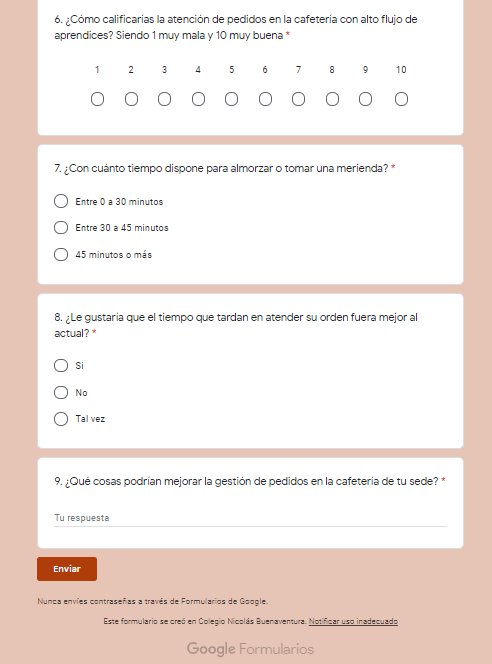 6. ¿Cómo calificarías la atención de pedidos en la cafetería con alto flujo de
aprendices? Siendo 1 muy mala y 10 muy buena *
1 2 3 4 5 6 7 8 9 10
7. ¿Con cuánto tiempo dispone para almorzar o tomar una merienda? *
Entre 0 a 30 minutos
Entre 30 a 45 minutos
45 minutos o más
8. ¿Le gustaría que el tiempo que tardan en atender su orden fuera mejor al
actual? *
Si
No
Tal vez
9. ¿Qué cosas podrían mejorar la gestión de pedidos en la cafetería de tu sede? *
Tu respuesta
Enviar
Nunca envíes contraseñas a través de Formularios de Google.
Este formulario se creó en Colegio Nicolás Buenaventura. Notificar uso inadecuado
Google Formularios